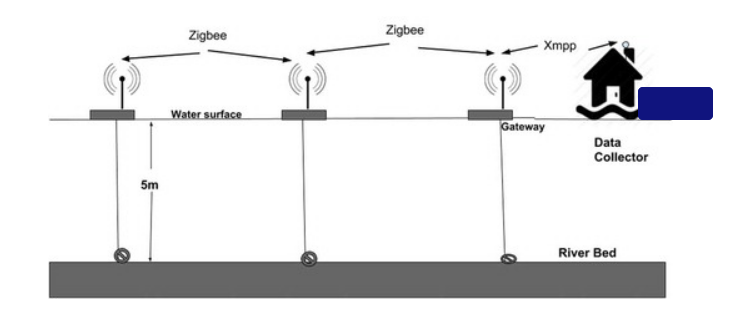 Zigbee
Zigbee
Xmpp
Water surface
Gateway
Data
Collector
5m
River Bed